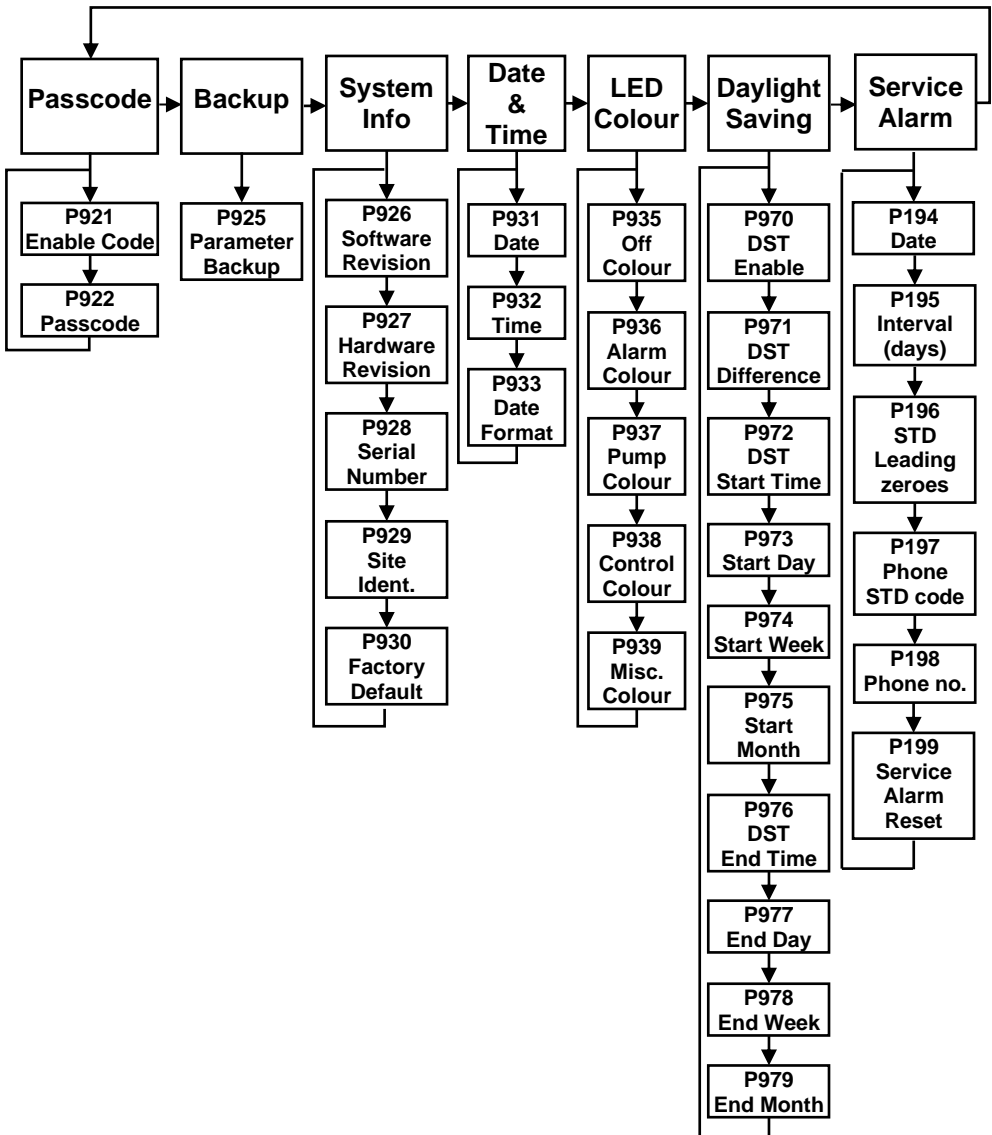 Passcode
Backup
System
Info
Date
&
Time
LED
Colour
Daylight
Saving
Service
Alarm
P921
Enable Code
P922
Passcode
P925
Parameter
Backup
P926
Software
Revision
P927
Hardware
Revision
P928
Serial
Number
P929
Site
Ident.
P930
Factory
Default
P931
Date
P932
Time
P933
Date
Format
P935
Off
Colour
P936
Alarm
Colour
P937
Pump
Colour
P938
Control
Colour
P939
Misc.
Colour
P970
DST
Enable
P971
DST
Difference
P972
DST
Start Time
P973
Start Day
P974
Start Week
P975
Start
Month
P976
DST
End Time
P977
End Day
P978
End Week
P979
End Month
P194
Date
P195
Interval
(days)
P196
STD
Leading
zeroes
P197
Phone
STD code
P198
Phone no.
P199
Service
Alarm
Reset